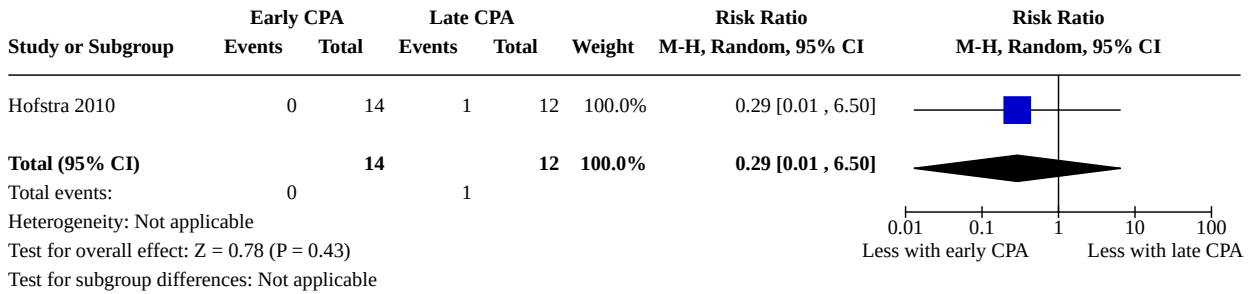 Early CPA Late CPA Risk Ratio Risk Ratio
Study or Subgroup Events Total Events Total Weight M-H, Random, 95% CI M-H, Random, 95% CI
Hofstra 2010 0 14 1 12 100.0% 0.29 [0.01 , 6.50]
Total (95% CI) 14 12 100.0% 0.29 [0.01 , 6.50]
Total events: 0 1
Heterogeneity: Not applicable
0.01 0.1 1 10 100
Test for overall effect: Z = 0.78 (P = 0.43)
Less with early CPA Less with late CPA
Test for subgroup differences: Not applicable